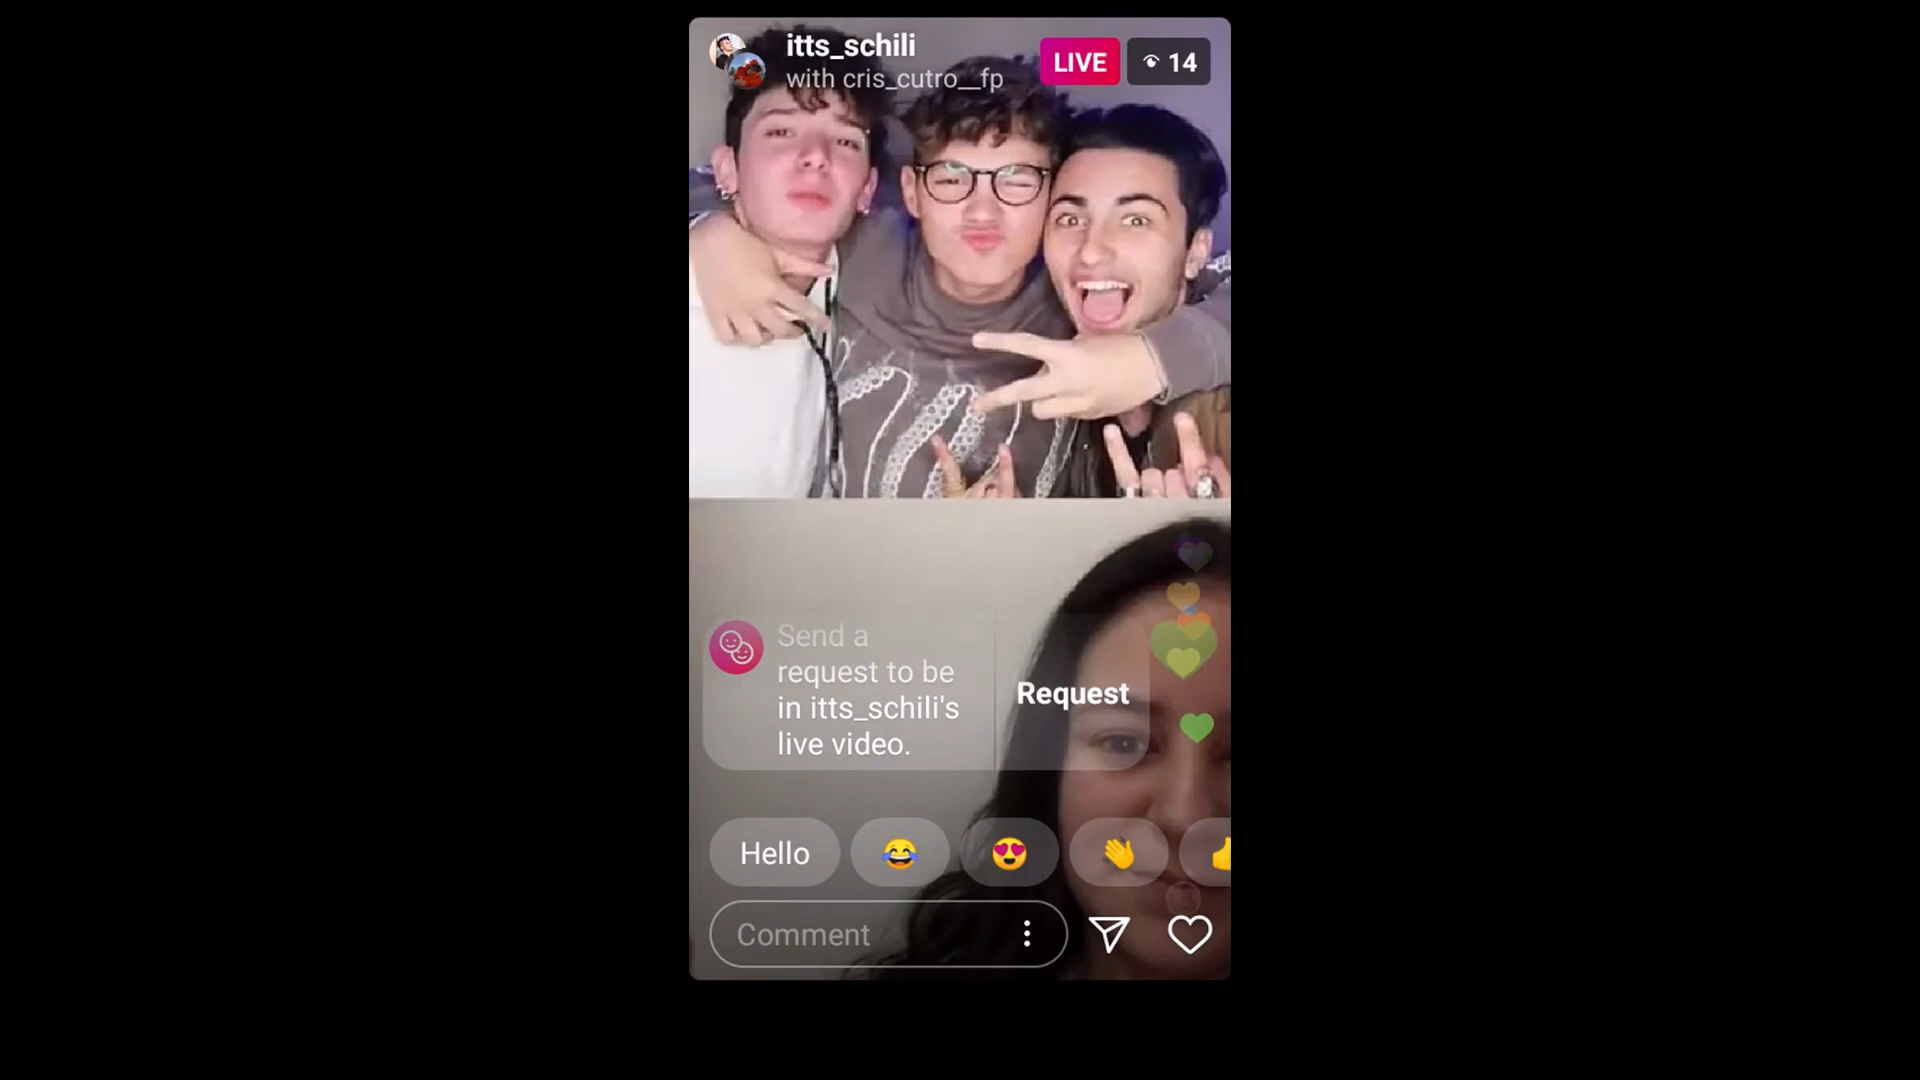 itts_schili
with cris_cutro__fp
LIVE
14
Send a
request to be
in itts_schili's
live video.
Request
Hello
Comment